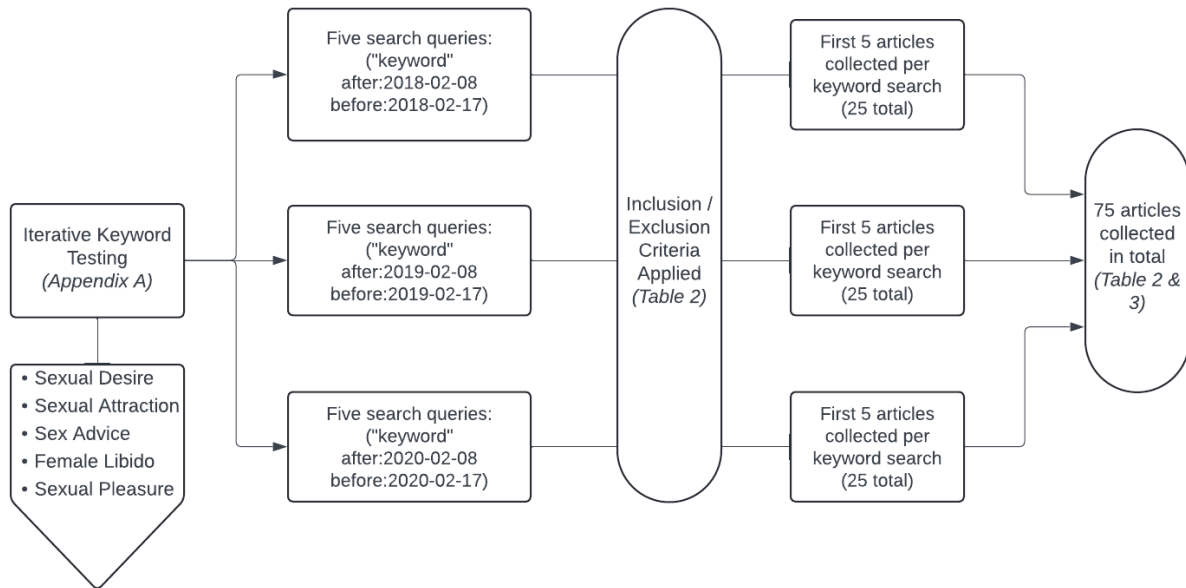 Iterative Keyword
Testing
(Appendix A)
• Sexual Desire
• Sexual Attraction
• Sex Advice
• Female Libido
• Sexual Pleasure
Five search queries:
("keyword"
after:2018-02-08
before:2018-02-17)
Five search queries:
("keyword"
after:2019-02-08
before:2019-02-17)
Five search queries:
("keyword"
after:2020-02-08
before:2020-02-17)
Inclusion /
Exclusion
Criteria
Applied
(Table 2)
First 5 articles
collected per
keyword search
(25 total)
First 5 articles
collected per
keyword search
(25 total)
First 5 articles
collected per
keyword search
(25 total)
75 articles
collected
in total
(Table 2 &
3)